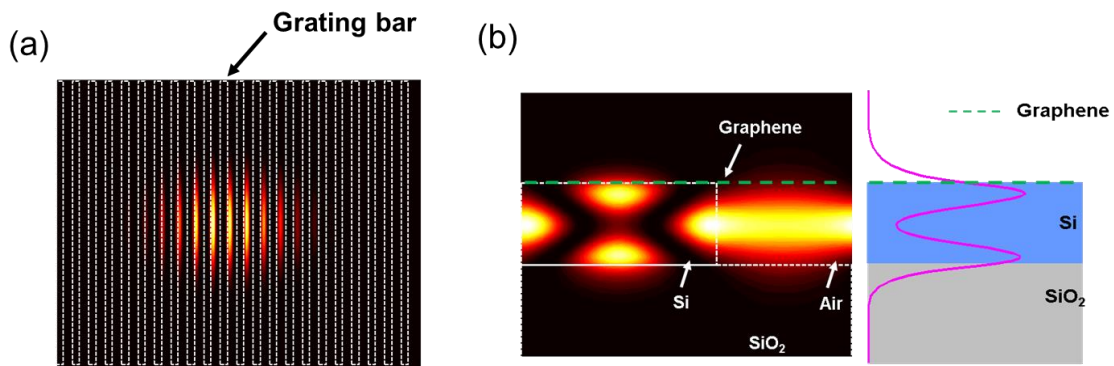 (a)
Grating bar
(b)
Graphene
Si
Air
SiO₂
Graphene
Si
SiO₂